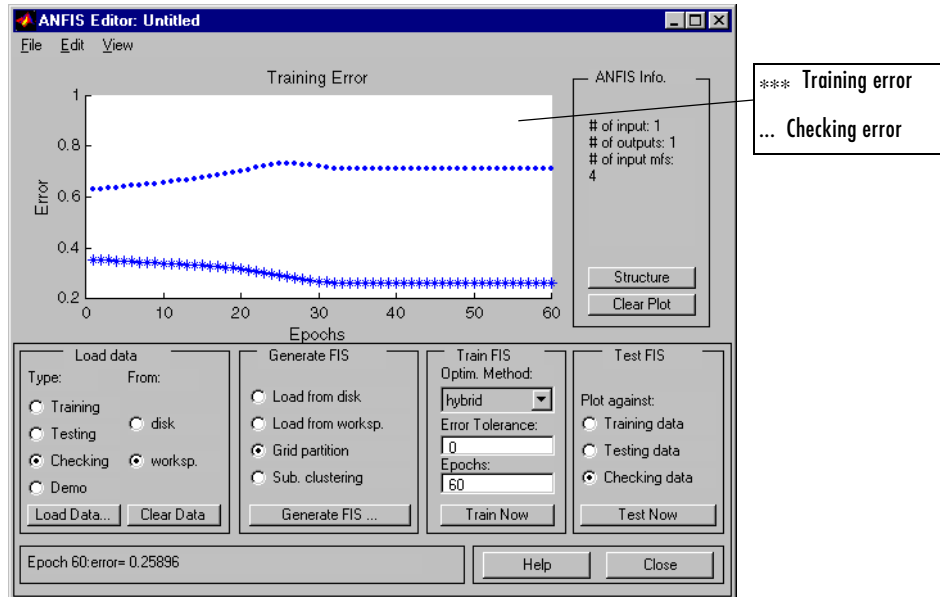 ANFIS Editor: Untitled
File Edit View
Training Error
1
0.8
0.6
0.4
0.2
Error
0 10 20 30 40 50 60
Epochs
ANFIS Info.
# of input: 1
# of outputs: 1
# of input mfs:
4
Structure
Clear Plot
*** Training error
... Checking error
Load data
Type: From:
Training
Testing
Checking
Demo
disk
worksp.
Load Data... Clear Data
Generate FIS
Load from disk
Load from worksp.
Grid partition
Sub. clustering
Generate FIS ...
Train FIS
Optim. Method:
hybrid
Error Tolerance:
0
Epochs:
60
Train Now
Test FIS
Plot against:
Training data
Testing data
Checking data
Test Now
Epoch 60:error= 0.25896
Help Close